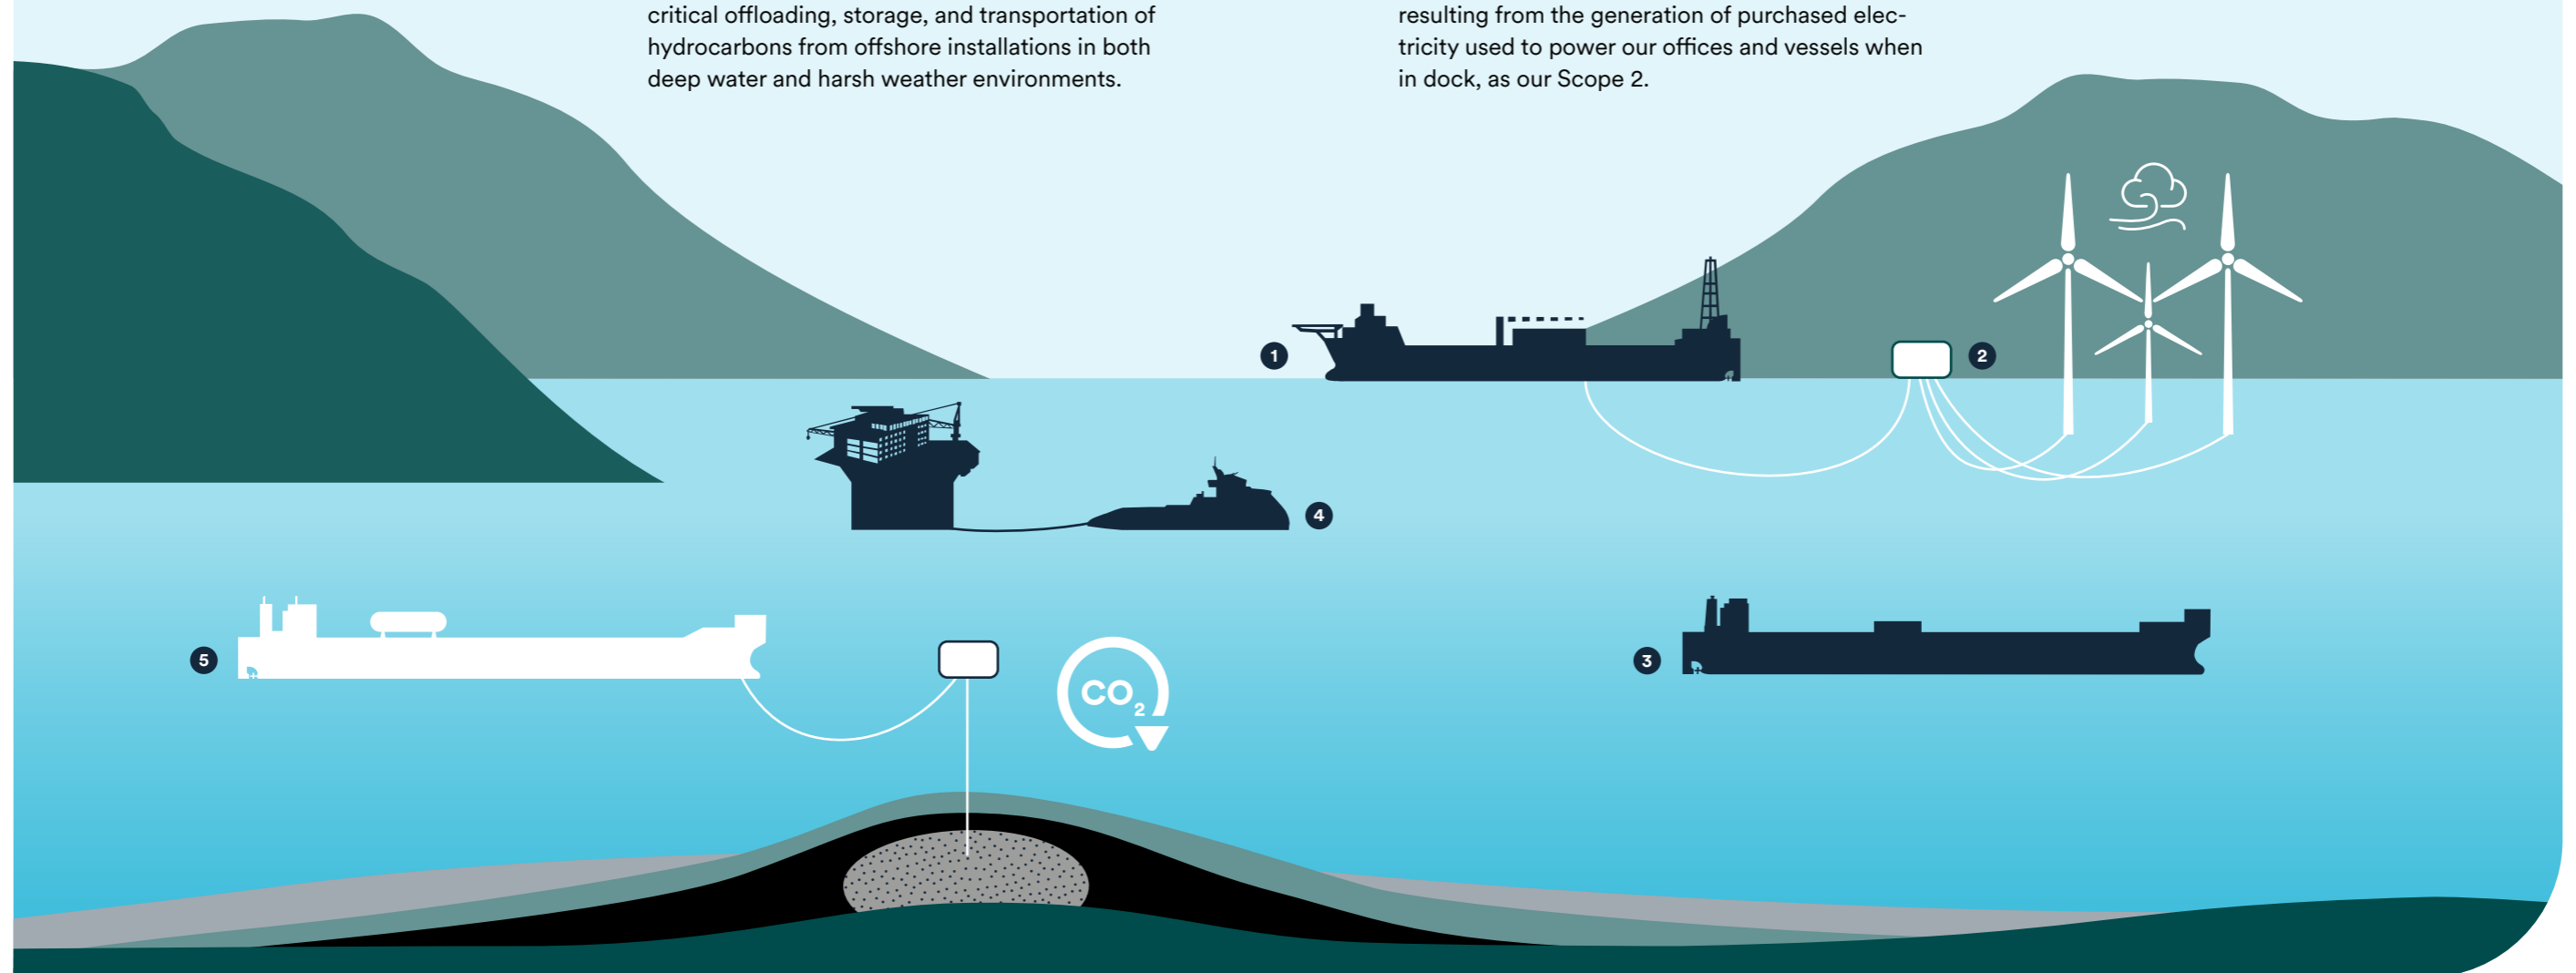 critical offloading, storage, and transportation of
hydrocarbons from offshore installations in both
deep water and harsh weather environments.
resulting from the generation of purchased elec-
tricity used to power our offices and vessels when
in dock, as our Scope 2.
1
2
4
5
CO2
3